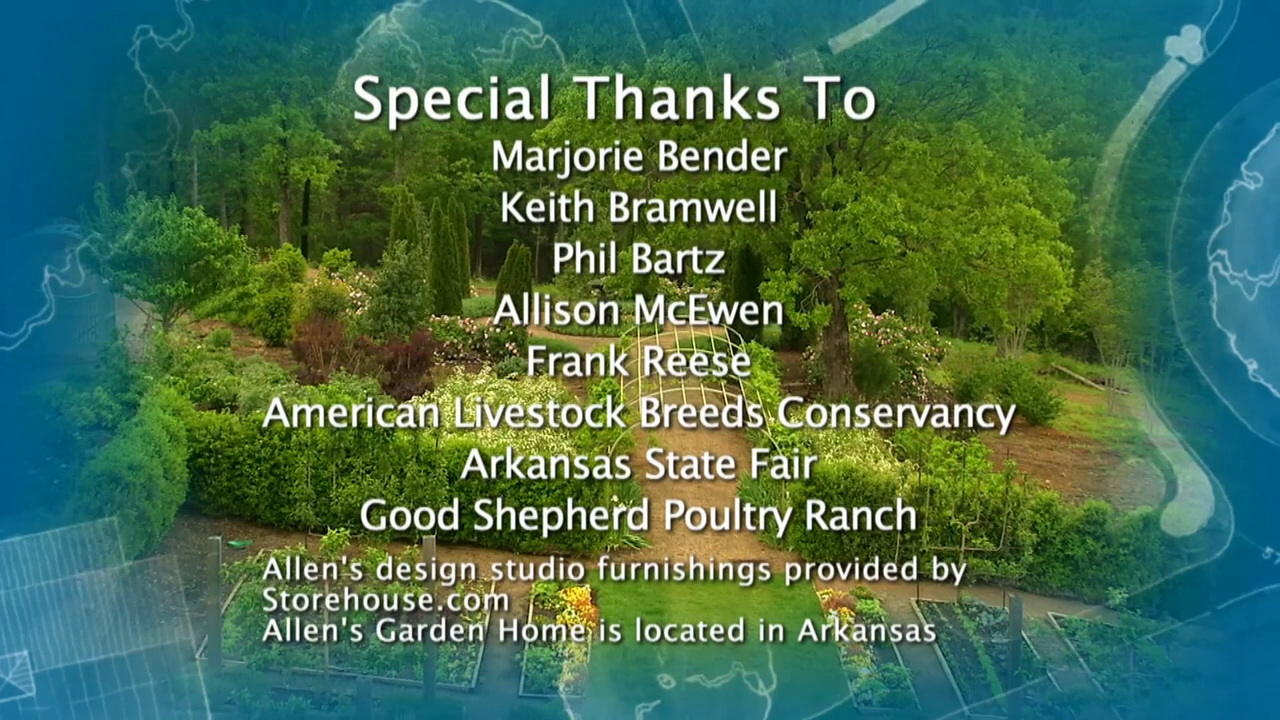 Special Thanks To
Marjorie Bender
Keith Bramwell
Phil Bartz
Allison McEwen
Frank Reese
American Livestock Breeds Conservancy
Arkansas State Fair
Good Shepherd Poultry Ranch
Allen's design studio furnishings provided by
Storehouse.com
Allen's Garden Home is located in Arkansas